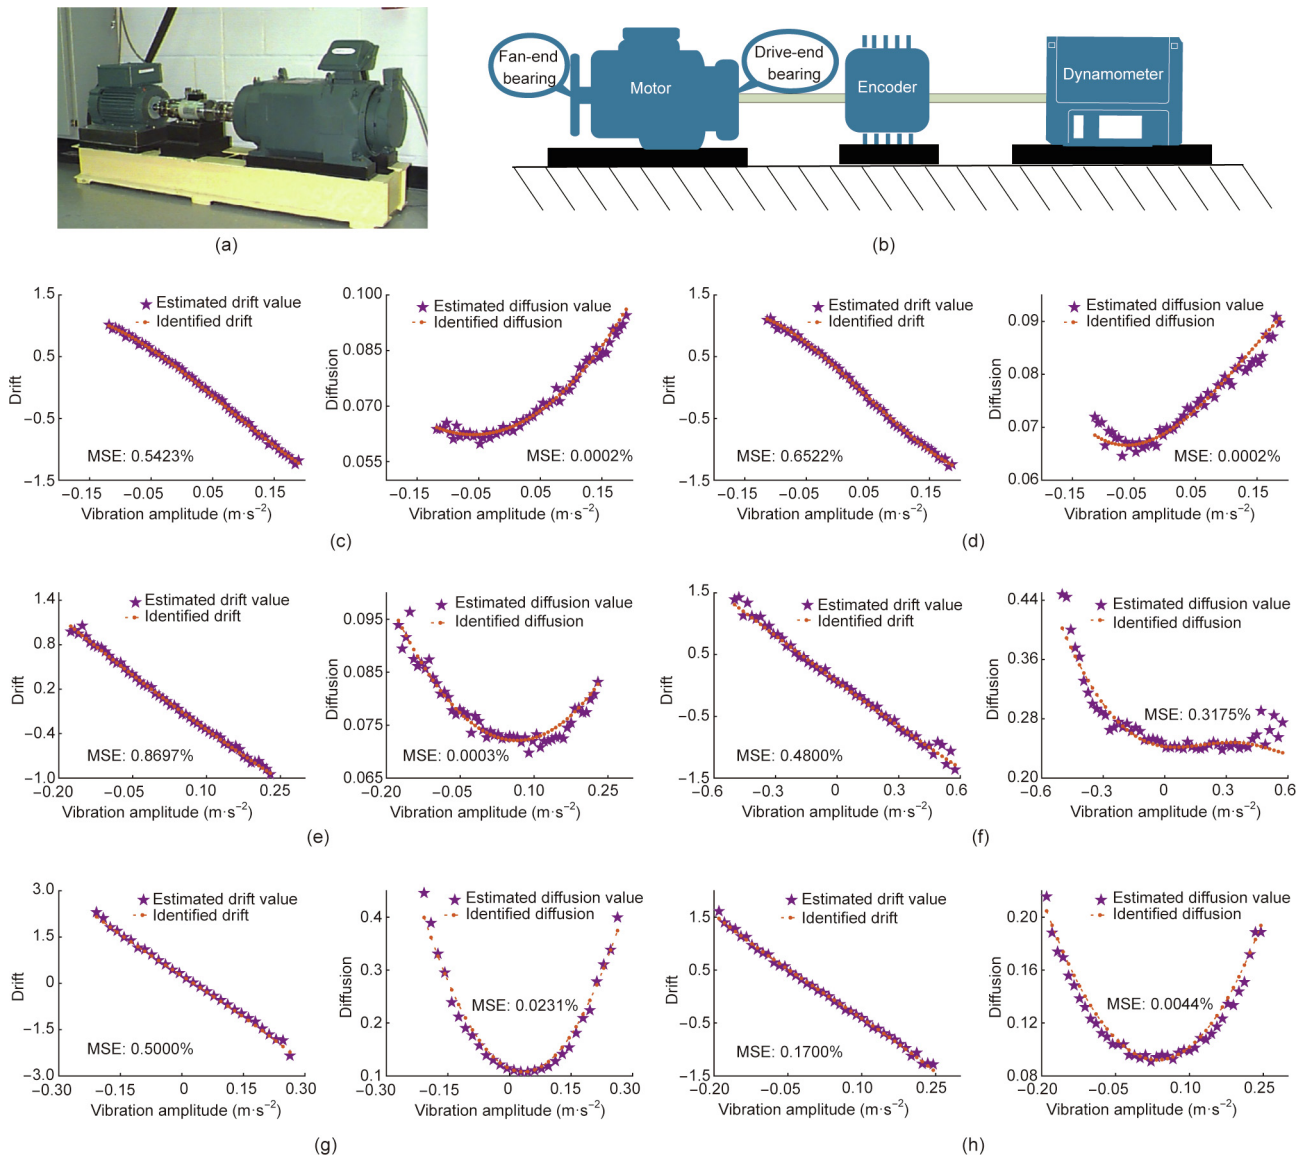 Fan-end
bearing
Motor
Drive-end
bearing
Encoder
Dynamometer
(a)
(b)
1.5
0.5
−0.5
−1.5
Drift
Estimated drift value
Identified drift
MSE: 0.5423%
−0.15
−0.05
0.05
0.15
Vibration amplitude (m·s−2)
0.100
0.085
0.070
0.055
Diffusion
Estimated diffusion value
Identified diffusion
MSE: 0.0002%
−0.15
−0.05
0.05
0.15
Vibration amplitude (m·s−2)
(c)
1.5
0.5
−0.5
−1.5
Drift
Estimated drift value
Identified drift
MSE: 0.6522%
−0.15
−0.05
0.05
0.15
Vibration amplitude (m·s−2)
0.09
0.08
0.07
0.06
Diffusion
Estimated diffusion value
Identified diffusion
MSE: 0.0002%
−0.15
−0.05
0.05
0.15
Vibration amplitude (m·s−2)
(d)
1.4
0.8
0.2
−0.4
−1.0
Drift
Estimated drift value
Identified drift
MSE: 0.8697%
−0.20
−0.05
0.10
0.25
Vibration amplitude (m·s−2)
0.095
0.085
0.075
0.065
Diffusion
Estimated diffusion value
Identified diffusion
MSE: 0.0003%
−0.20
−0.05
0.10
0.25
Vibration amplitude (m·s−2)
(e)
1.5
0.5
−0.5
−1.5
Drift
Estimated drift value
Identified drift
MSE: 0.4800%
−0.6
−0.3
0
0.3
0.6
Vibration amplitude (m·s−2)
0.44
0.36
0.28
0.20
Diffusion
Estimated diffusion value
Identified diffusion
MSE: 0.3175%
−0.6
−0.3
0
0.3
0.6
Vibration amplitude (m·s−2)
(f)
3.0
1.5
0
−1.5
−3.0
Drift
Estimated drift value
Identified drift
MSE: 0.5000%
−0.30
−0.15
0
0.15
0.30
Vibration amplitude (m·s−2)
0.4
0.3
0.2
0.1
Diffusion
Estimated diffusion value
Identified diffusion
MSE: 0.0231%
−0.30
−0.15
0
0.15
0.30
Vibration amplitude (m·s−2)
(g)
1.5
0.5
−0.5
−1.5
Drift
Estimated drift value
Identified drift
MSE: 0.1700%
−0.20
−0.05
0.10
0.25
Vibration amplitude (m·s−2)
0.20
0.16
0.12
0.08
Diffusion
Estimated diffusion value
Identified diffusion
MSE: 0.0044%
−0.20
−0.05
0.10
0.25
Vibration amplitude (m·s−2)
(h)